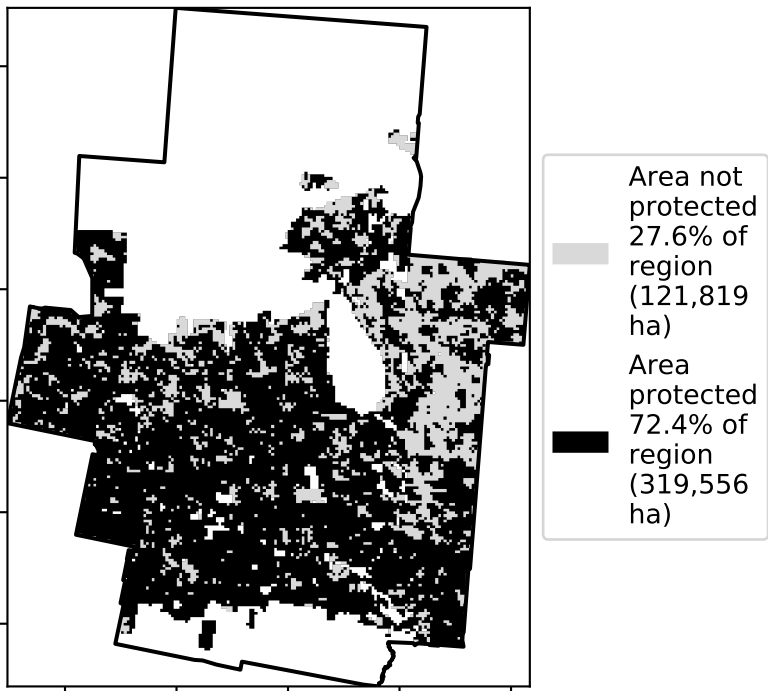 Area not
protected
27.6% of
region
(121,819
ha)
Area
protected
72.4% of
region
(319,556
ha)